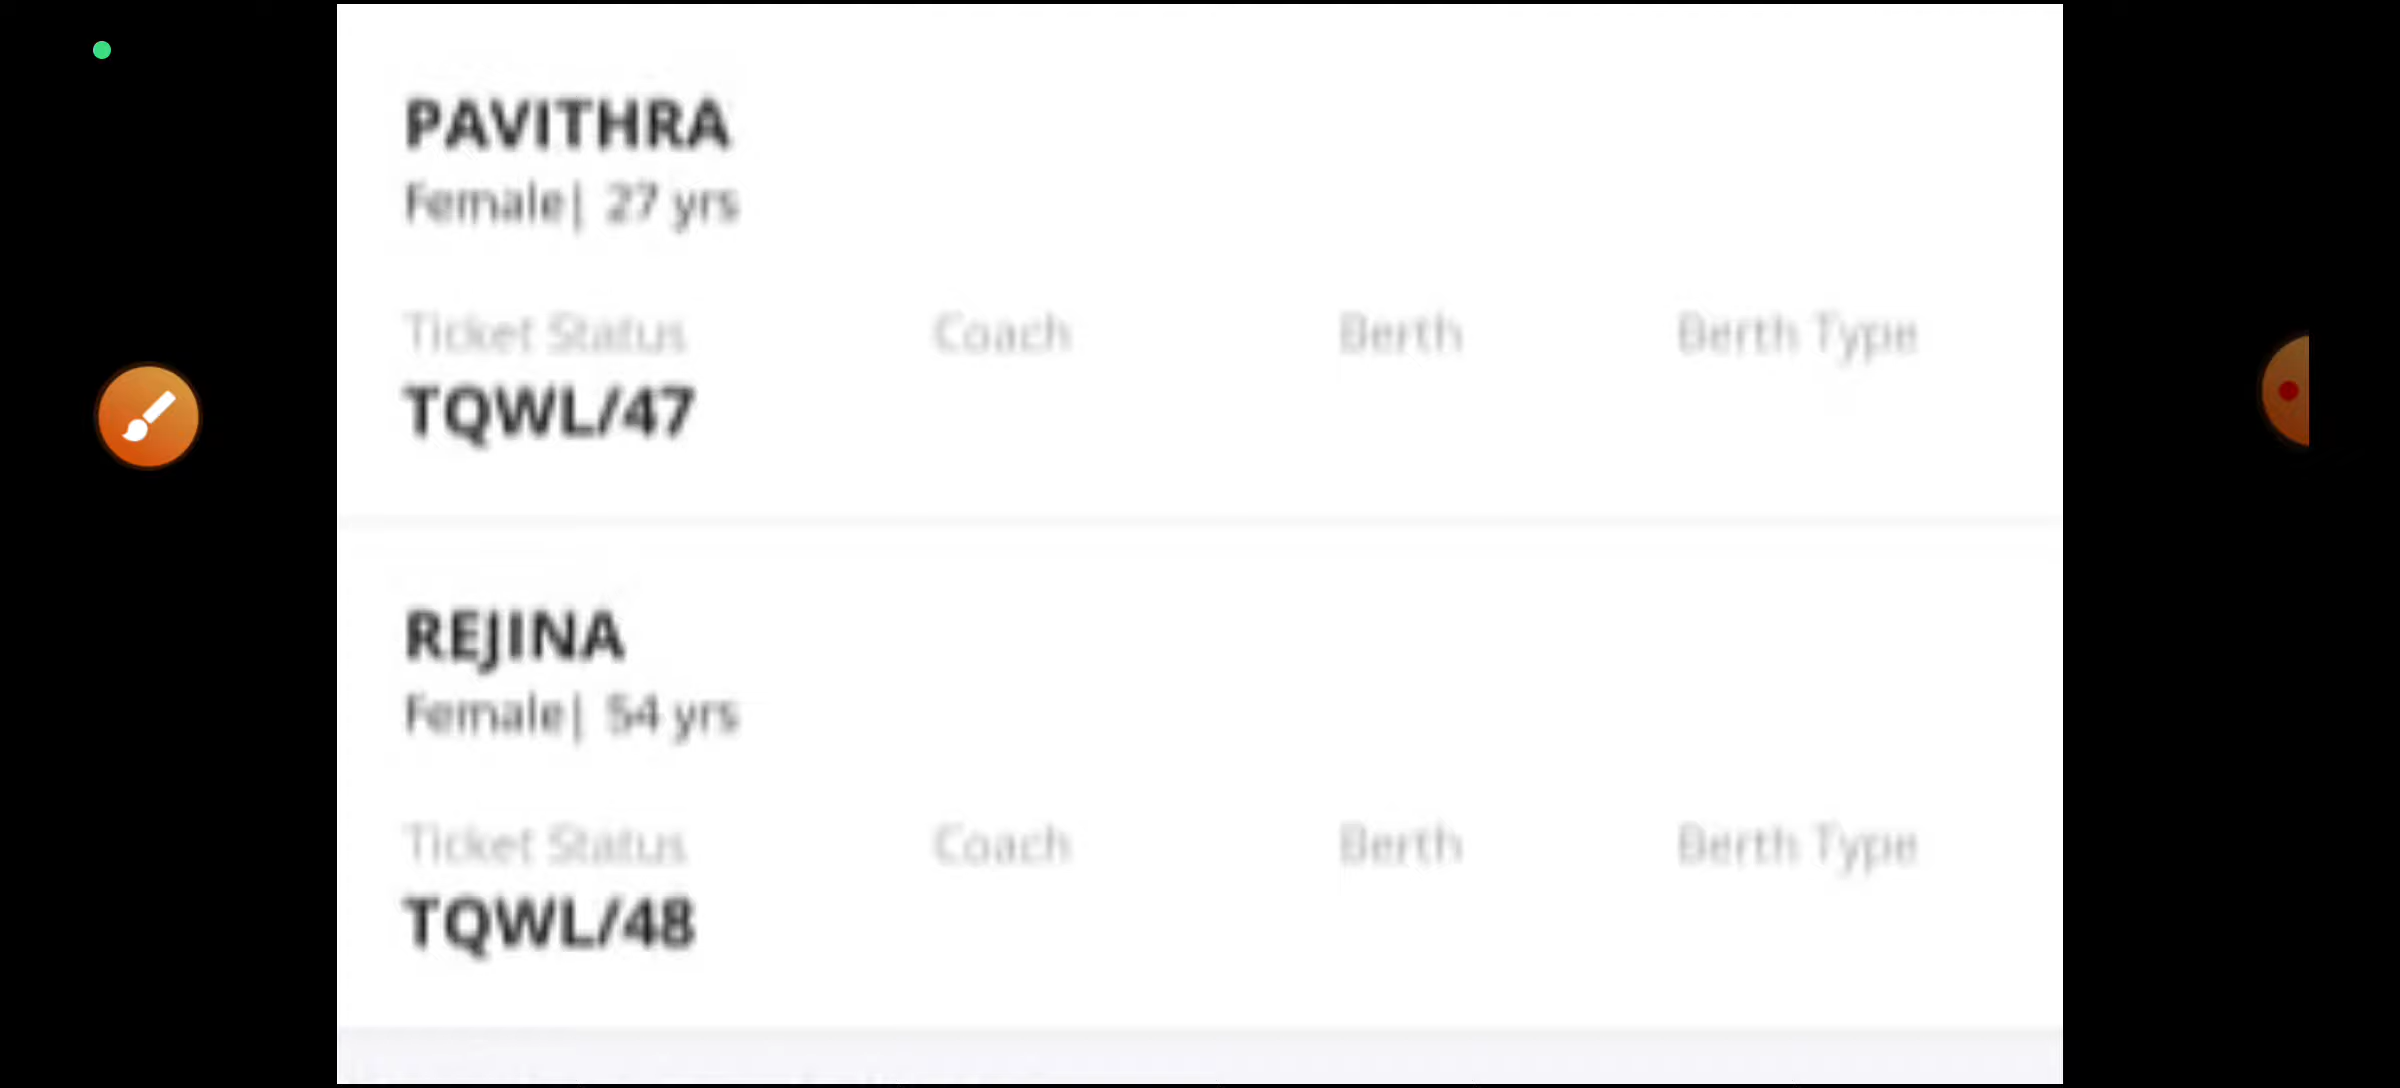 PAVITHRA
Female| 27 yrs
Ticket Status Coach Berth Berth Type
TQWL/47
REJINA
Female| 54 yrs
Ticket Status Coach Berth Berth Type
TQWL/48